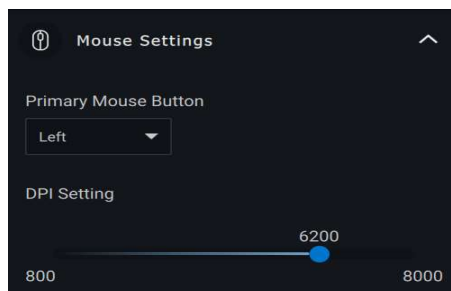 Mouse Settings
Primary Mouse Button
Left
DPI Setting
6200
800 8000